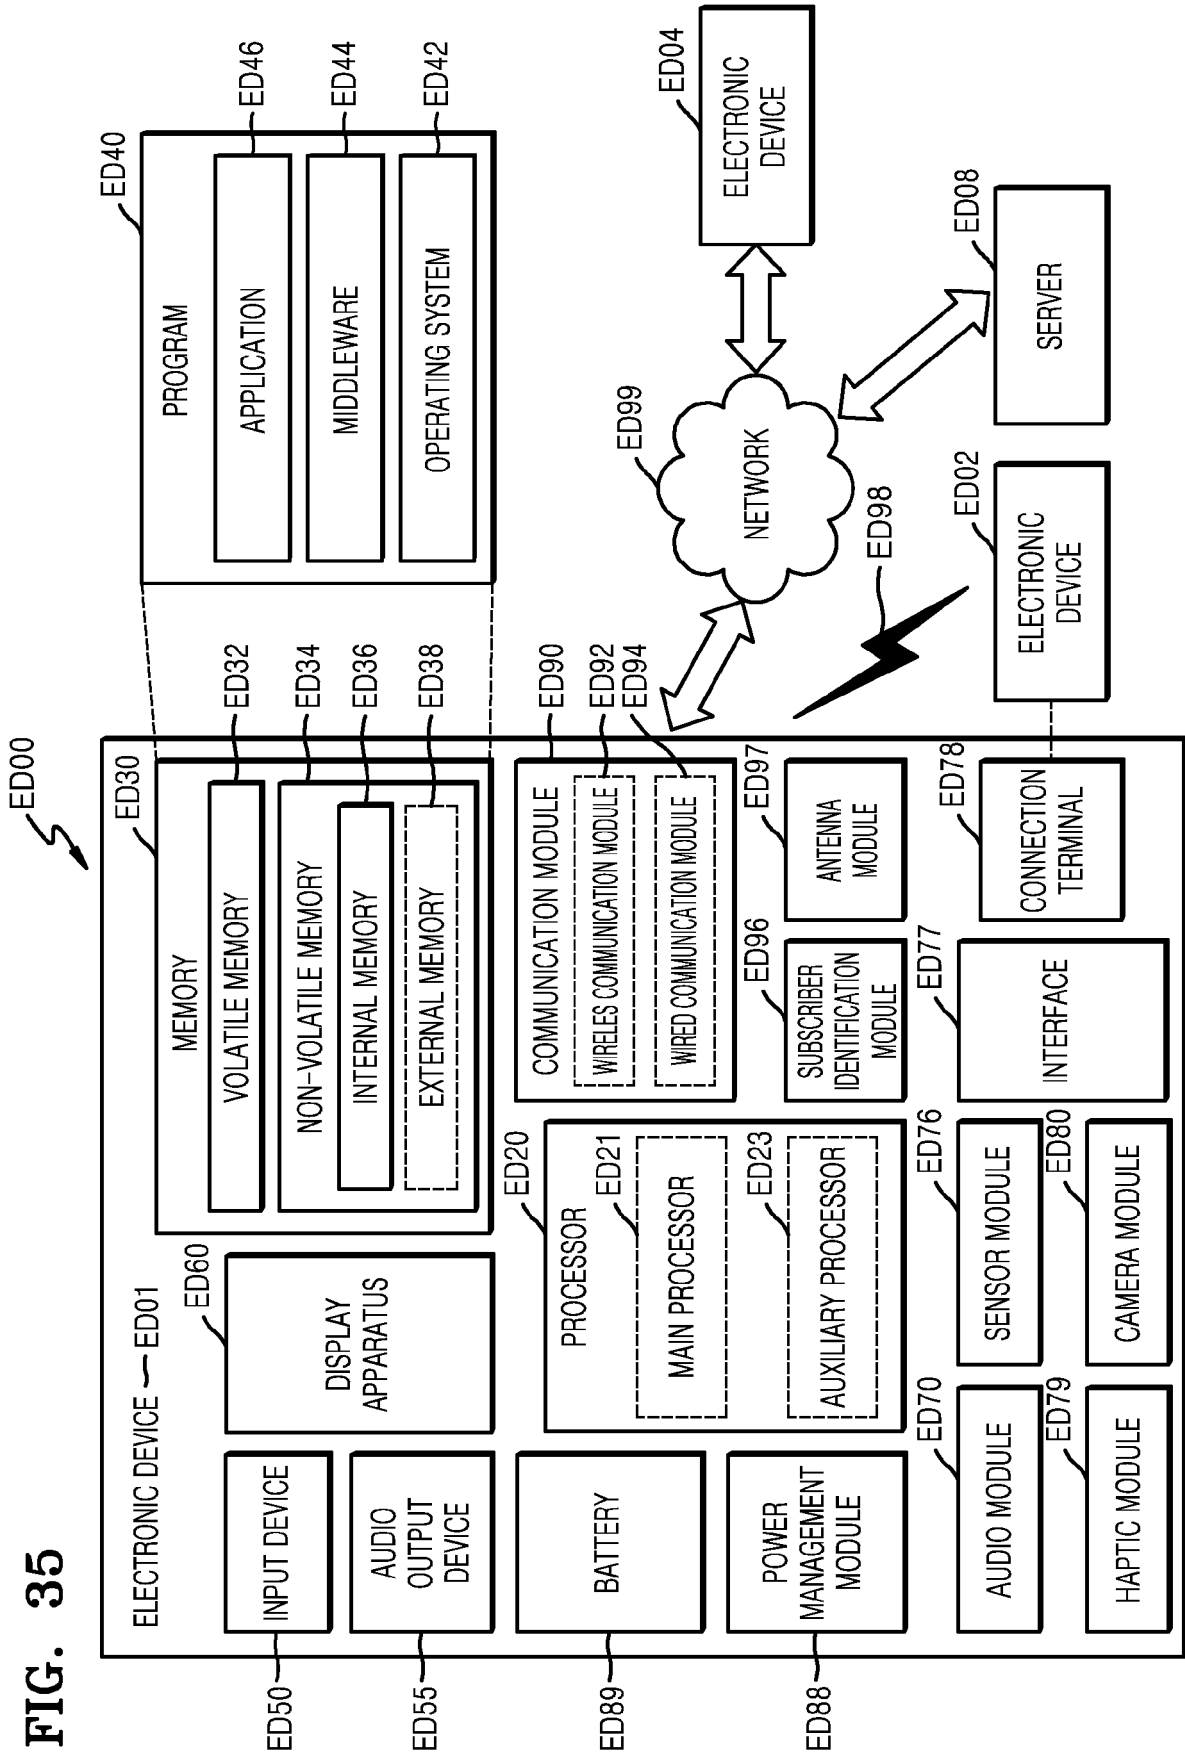 FIG. 35
ED00
ELECTRONIC DEVICE
ED01
ED50
INPUT DEVICE
ED55
AUDIO
OUTPUT
DEVICE
ED60
DISPLAY
APPARATUS
ED30
MEMORY
VOLATILE MEMORY
ED32
NON-VOLATILE MEMORY
ED34
INTERNAL MEMORY
ED36
EXTERNAL MEMORY
ED38
ED40
PROGRAM
APPLICATION
ED46
MIDDLEWARE
ED44
OPERATING SYSTEM
ED42
ED89
BATTERY
ED88
POWER
MANAGEMENT
MODULE
ED20
PROCESSOR
ED21
MAIN PROCESSOR
ED23
AUXILIARY PROCESSOR
COMMUNICATION MODULE
ED90
WIRELES COMMUNICATION MODULE
ED92
WIRED COMMUNICATION MODULE
ED94
ED96
SUBSCRIBER
IDENTIFICATION
MODULE
ED97
ANTENNA
MODULE
ED99
NETWORK
ED04
ELECTRONIC
DEVICE
ED98
ED08
SERVER
ED02
ELECTRONIC
DEVICE
ED70
AUDIO MODULE
ED76
SENSOR MODULE
ED77
INTERFACE
ED78
CONNECTION
TERMINAL
ED79
HAPTIC MODULE
ED80
CAMERA MODULE